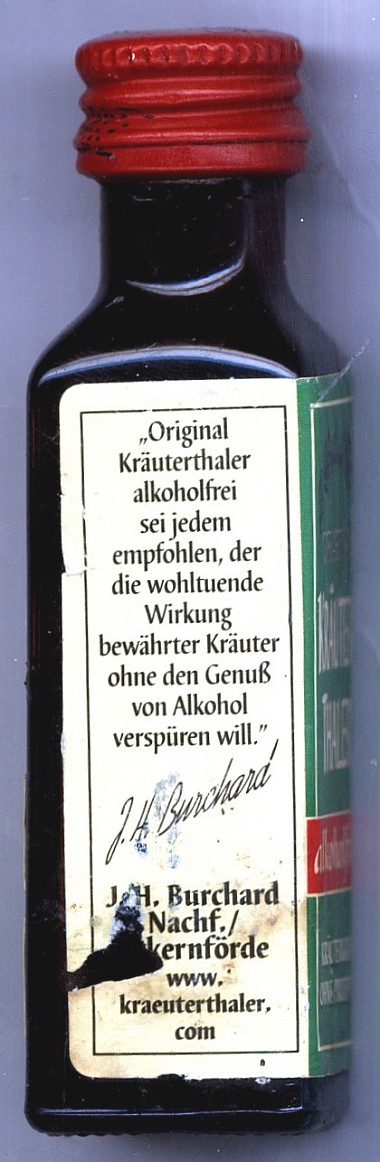 „Original
Kräuterthaler
alkoholfrei
sei jedem
empfohlen, der
die wohltuende
Wirkung
bewährter Kräuter
ohne den Genuß
von Alkohol
verspüren will.”
J. H. Burchard
J. H. Burchard
Nachf./
kernförde
www.
kraeuterthaler.
com